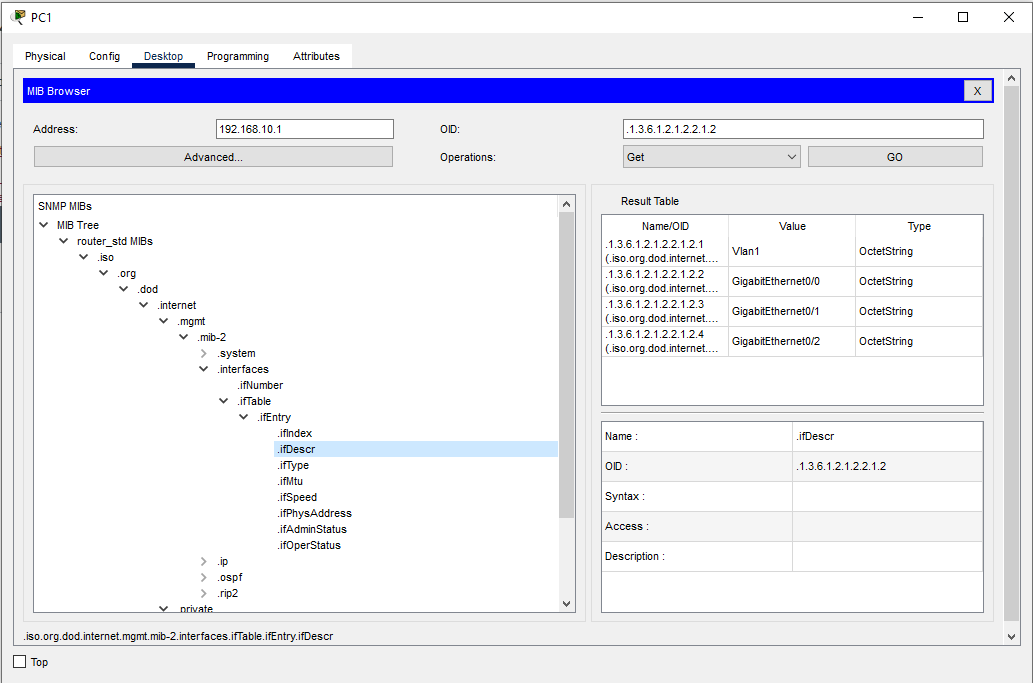 PC1
Physical Config Desktop Programming Attributes
MIB Browser X
Address: 192.168.10.1 OID: .1.3.6.1.2.1.2.2.1.2
Advanced... Operations: Get GO
SNMP MIBs
MIB Tree
router_std MIBs
.iso
.org
.dod
.internet
.mgmt
.mib-2
.system
.interfaces
.ifNumber
.ifTable
.ifEntry
.ifIndex
.ifDescr
.ifType
.ifMtu
.ifSpeed
.ifPhysAddress
.ifAdminStatus
.ifOperStatus
.ip
.ospf
.rip2
private
Result Table
Name/OID Value Type
.1.3.6.1.2.1.2.2.1.2.1
(.iso.org.dod.internet.... Vlan1 OctetString
.1.3.6.1.2.1.2.2.1.2.2
(.iso.org.dod.internet.... GigabitEthernet0/0 OctetString
.1.3.6.1.2.1.2.2.1.2.3
(.iso.org.dod.internet.... GigabitEthernet0/1 OctetString
.1.3.6.1.2.1.2.2.1.2.4
(.iso.org.dod.internet.... GigabitEthernet0/2 OctetString
Name : .ifDescr
OID : .1.3.6.1.2.1.2.2.1.2
Syntax :
Access :
Description :
.iso.org.dod.internet.mgmt.mib-2.interfaces.ifTable.ifEntry.ifDescr
Top